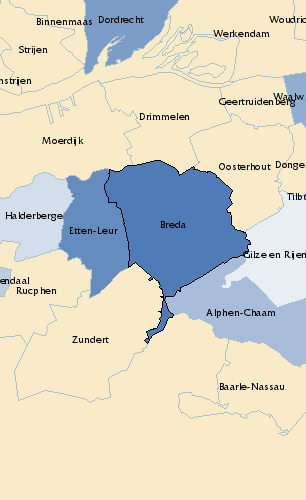 Binnenmaas
Dordrecht
Woudric
Werkendam
Strijen
nstrijen
Waalw
Geertruidenberg
Drimmelen
Moerdijk
Oosterhout
Donge
Tilb
Halderberge
Etten-Leur
Breda
Gilze en Rijen
endaal
Rucphen
Alphen-Chaam
Zundert
Baarle-Nassau